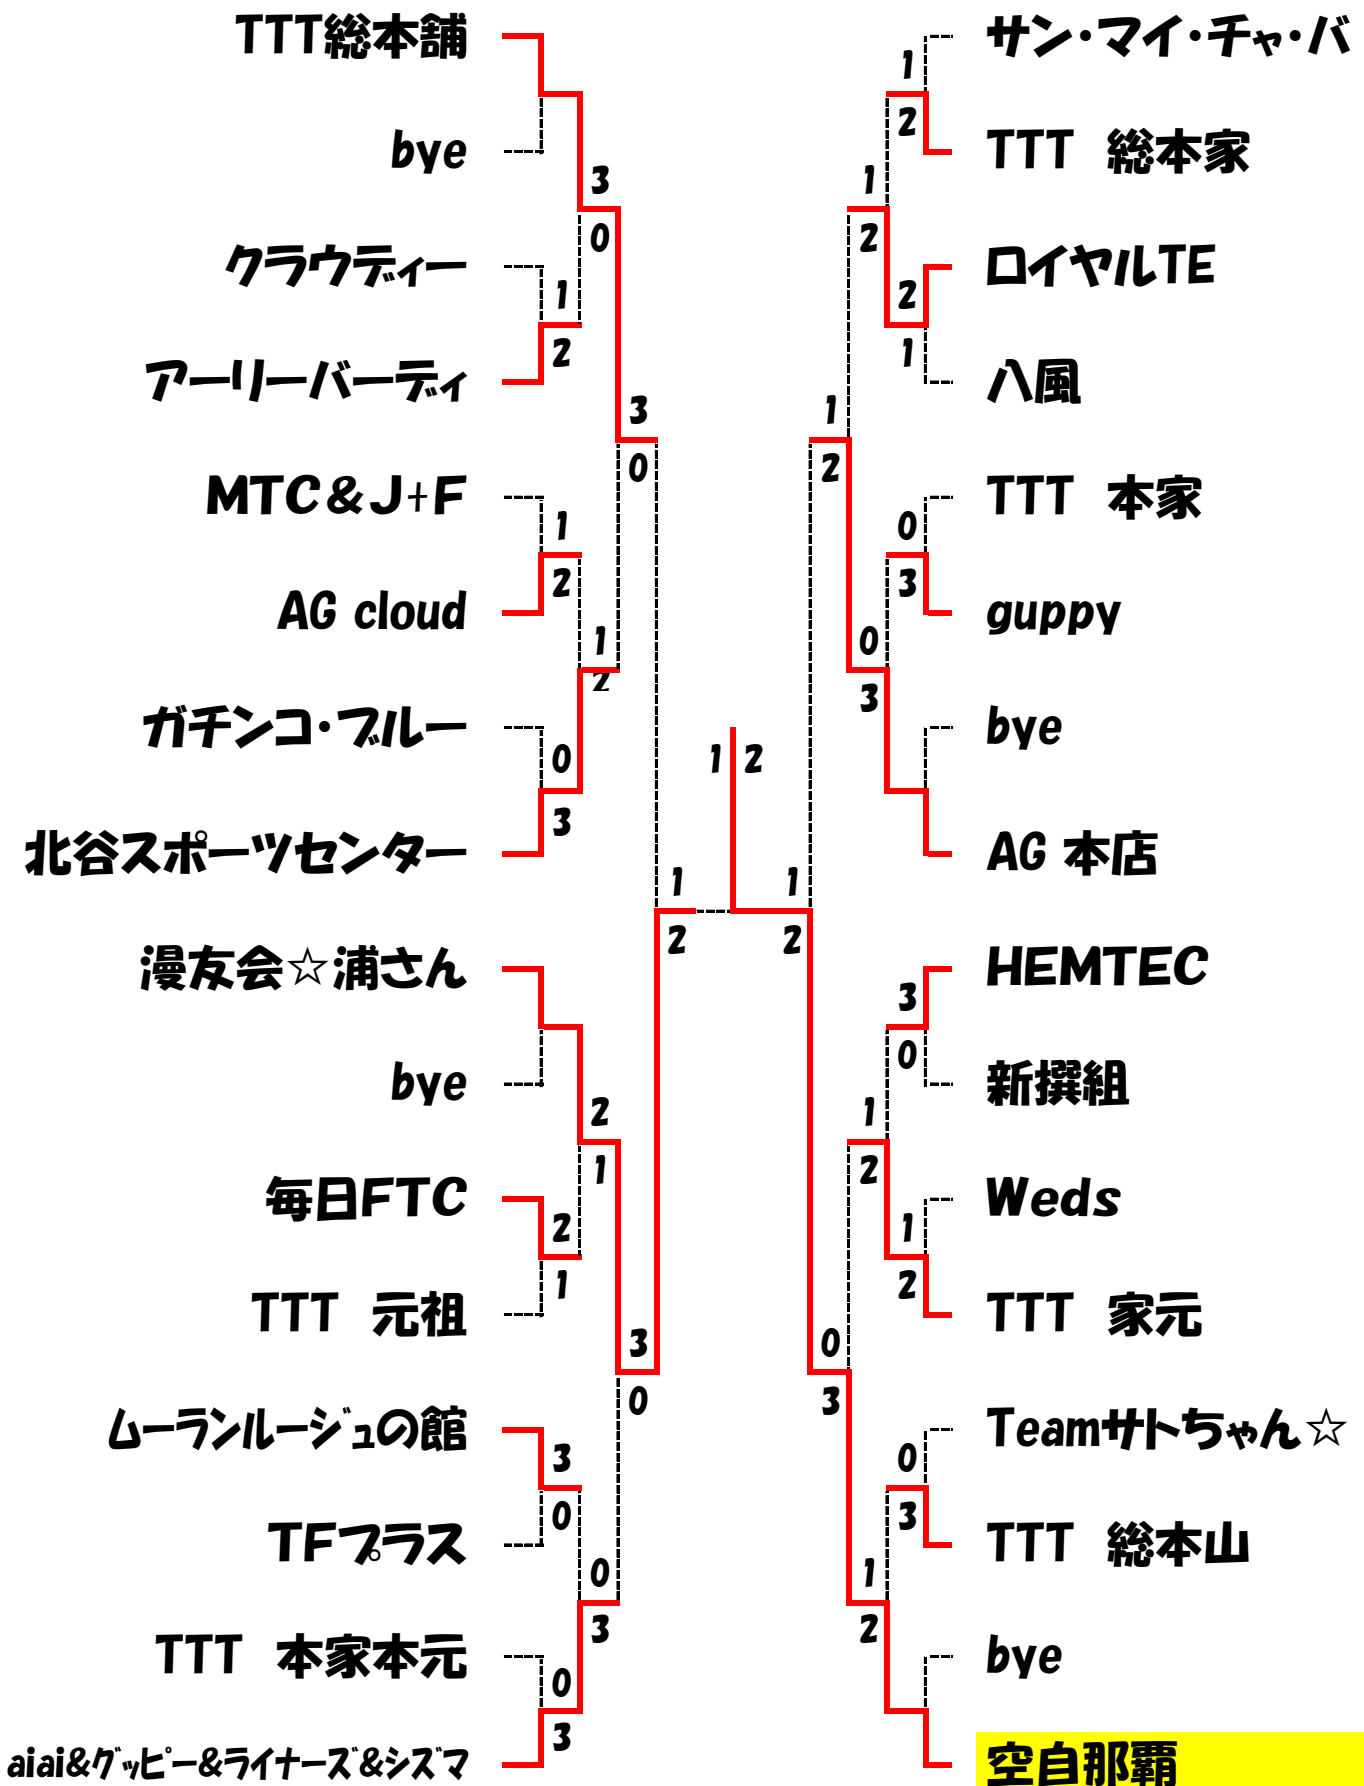 TTT総本舗
bye
3
0
クラウディー
1
2
アーリーバーディ
3
0
MTC&J+F
1
2
AG cloud
1
2
ガチンコ・ブルー
0
3
北谷スポーツセンター
1
2
漫友会☆浦さん
bye
2
1
毎日FTC
2
1
TTT 元祖
3
0
ムーランルージュの館
3
0
TFプラス
0
3
TTT 本家本元
0
3
aiai&グッピー&ライナーズ&シズマ
1 2
サン・マイ・チャ・バ
1
2
TTT 総本家
1
2
ロイヤルTE
2
1
八風
1
2
TTT 本家
0
3
guppy
0
3
bye
AG 本店
1
2
HEMTEC
3
0
新撰組
1
2
Weds
1
2
TTT 家元
0
3
Teamサトちゃん☆
0
3
TTT 総本山
1
2
bye
空自那覇